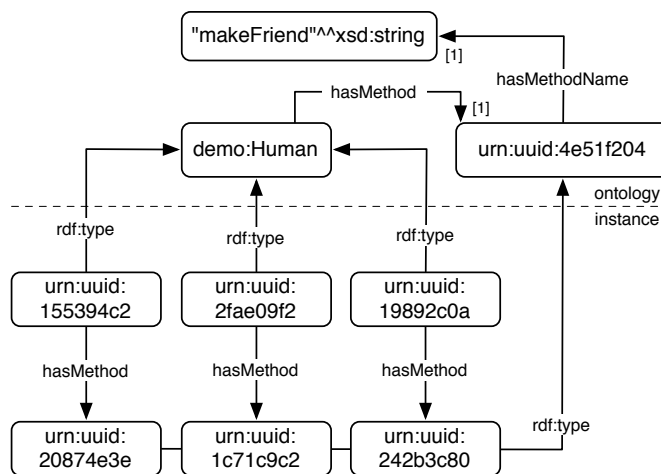 "makeFriend"^^xsd:string
[1]
hasMethodName
hasMethod
[1]
demo:Human
urn:uuid:4e51f204
ontology
instance
rdf:type
rdf:type
rdf:type
urn:uuid:
155394c2
urn:uuid:
2fae09f2
urn:uuid:
19892c0a
hasMethod
hasMethod
hasMethod
rdf:type
urn:uuid:
20874e3e
urn:uuid:
1c71c9c2
urn:uuid:
242b3c80